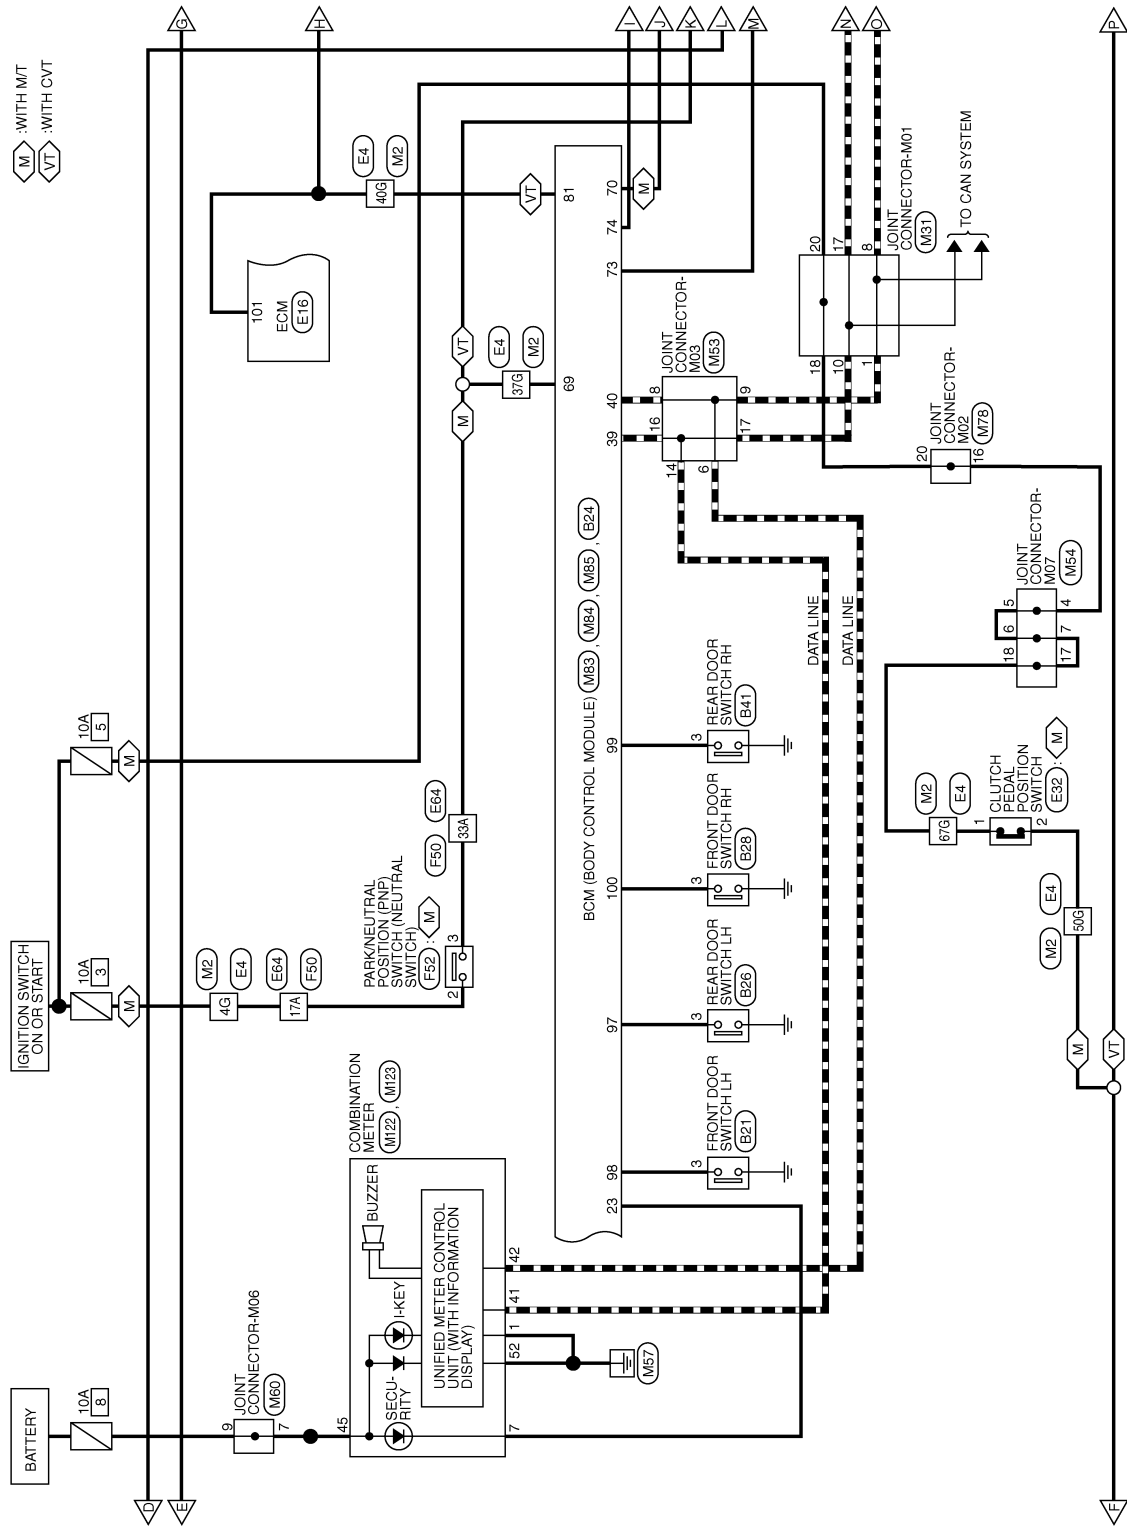 BATTERY
10A
8
IGNITION SWITCH
ON OR START
10A
3
10A
5
M :WITH M/T
VT :WITH CVT
D
E
G
H
M
M
JOINT
CONNECTOR-M06
M60
9
7
M2
E4
4G
E64
F50
17A
101
ECM
E16
E4
M2
40G
VT
COMBINATION
METER
M122 , M123
BUZZER
45
SECU-
RITY
I-KEY
UNIFIED METER CONTROL
UNIT (WITH INFORMATION
DISPLAY)
7
52
1
41
42
M57
PARK/NEUTRAL
POSITION (PNP)
SWITCH (NEUTRAL
SWITCH)
F52 : M
2
3
F50
E64
33A
M
VT
E4
M2
37G
69
81
I
J
K
L
M
N
O
BCM (BODY CONTROL MODULE) M83 , M84 , M85 , B24
23
98
97
100
99
39
40
73
74
70
M
FRONT DOOR
SWITCH LH
B21
3
REAR DOOR
SWITCH LH
B26
3
FRONT DOOR
SWITCH RH
B28
3
REAR DOOR
SWITCH RH
B41
3
JOINT
CONNECTOR-
M03
M53
16
8
14
6
17
9
DATA LINE
DATA LINE
JOINT
CONNECTOR-M01
M31
18
10
1
20
17
8
TO CAN SYSTEM
JOINT
CONNECTOR-
M02
M78
20
16
JOINT
CONNECTOR-
M07
M54
18
6
5
17
7
4
M2
E4
67G
CLUTCH
PEDAL
POSITION
SWITCH
E32 : M
1
2
M2
E4
50G
M
VT
F
P